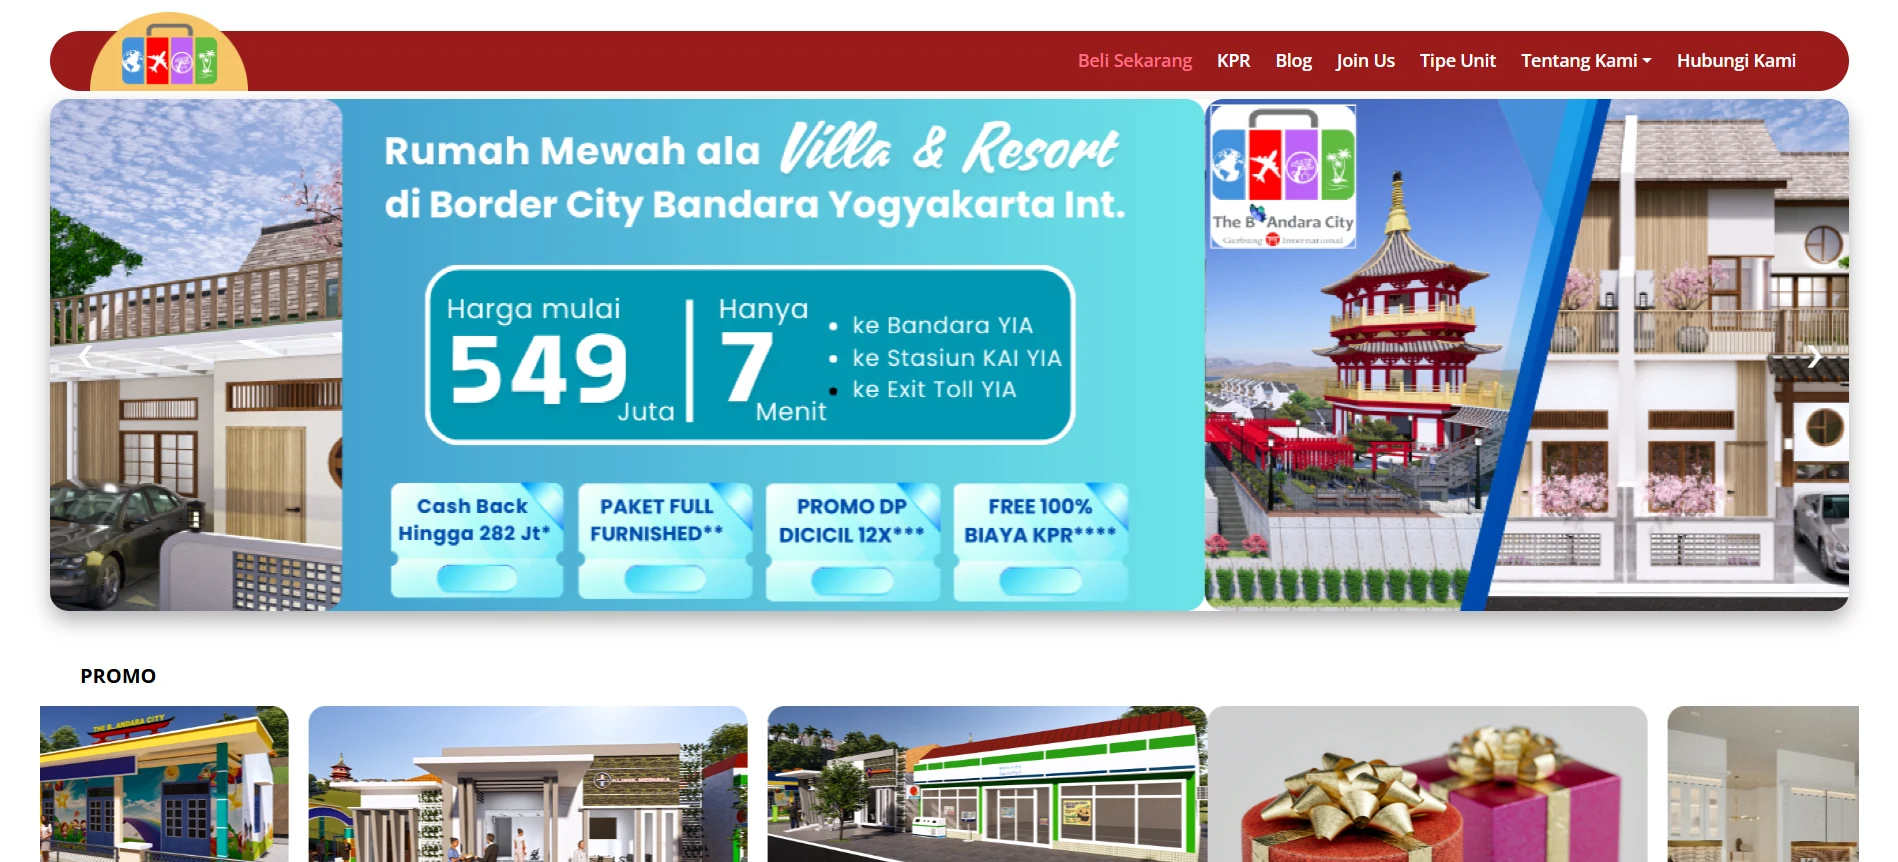 Beli Sekarang KPR Blog Join Us Tipe Unit Tentang Kami Hubungi Kami
Rumah Mewah ala Villa & Resort
di Border City Bandara Yogyakarta Int.
Harga mulai
549
Juta
Hanya
7
Menit
• ke Bandara YIA
• ke Stasiun KAI YIA
• ke Exit Toll YIA
Cash Back
Hingga 282 Jt*
PAKET FULL
FURNISHED**
PROMO DP
DICICIL 12X***
FREE 100%
BIAYA KPR****
The B Andara City
Gerbang International
PROMO
THE B. ANDARA CITY